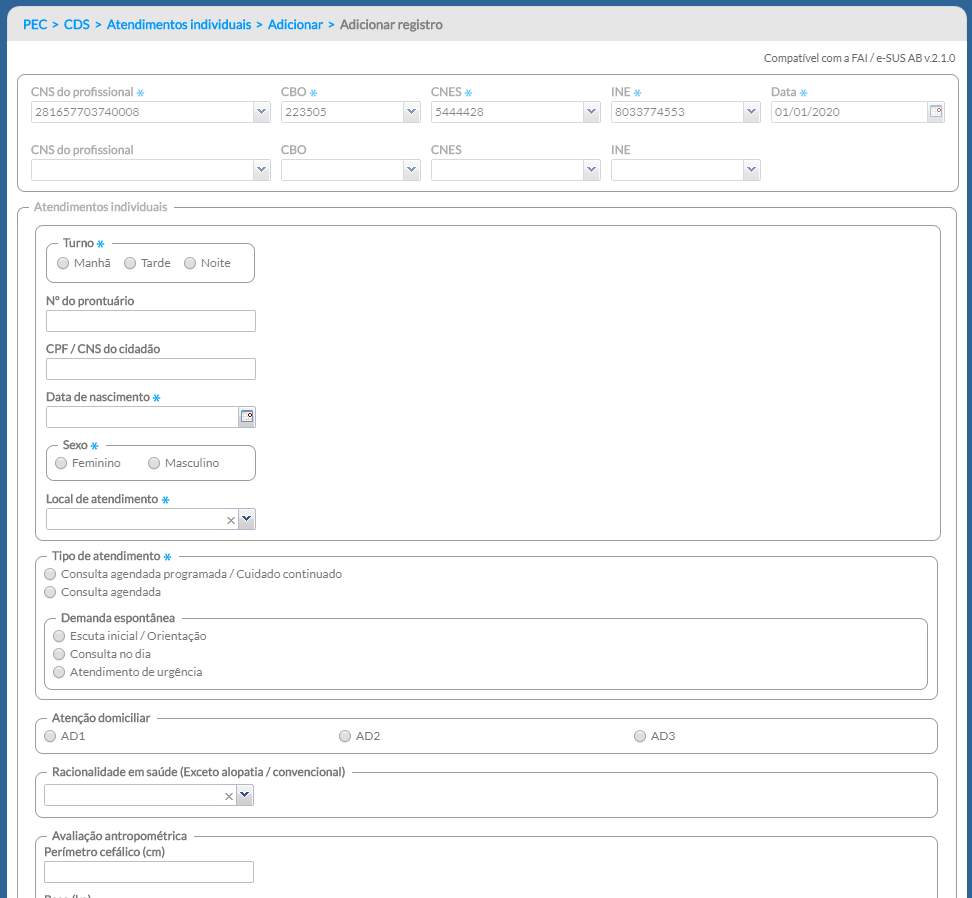 PEC > CDS > Atendimentos individuais > Adicionar > Adicionar registro
Compatível com a FAI / e-SUS AB v.2.1.0
CNS do profissional * CBO * CNES * INE * Data *
281657703740008 223505 5444428 8033774553 01/01/2020
CNS do profissional CBO CNES INE
Atendimentos individuais
Turno *
Manhã Tarde Noite
Nº do prontuário
CPF / CNS do cidadão
Data de nascimento *
Sexo *
Feminino Masculino
Local de atendimento *
Tipo de atendimento *
Consulta agendada programada / Cuidado continuado
Consulta agendada
Demanda espontânea
Escuta inicial / Orientação
Consulta no dia
Atendimento de urgência
Atenção domiciliar
AD1 AD2 AD3
Racionalidade em saúde (Exceto alopatia / convencional)
Avaliação antropométrica
Perímetro cefálico (cm)